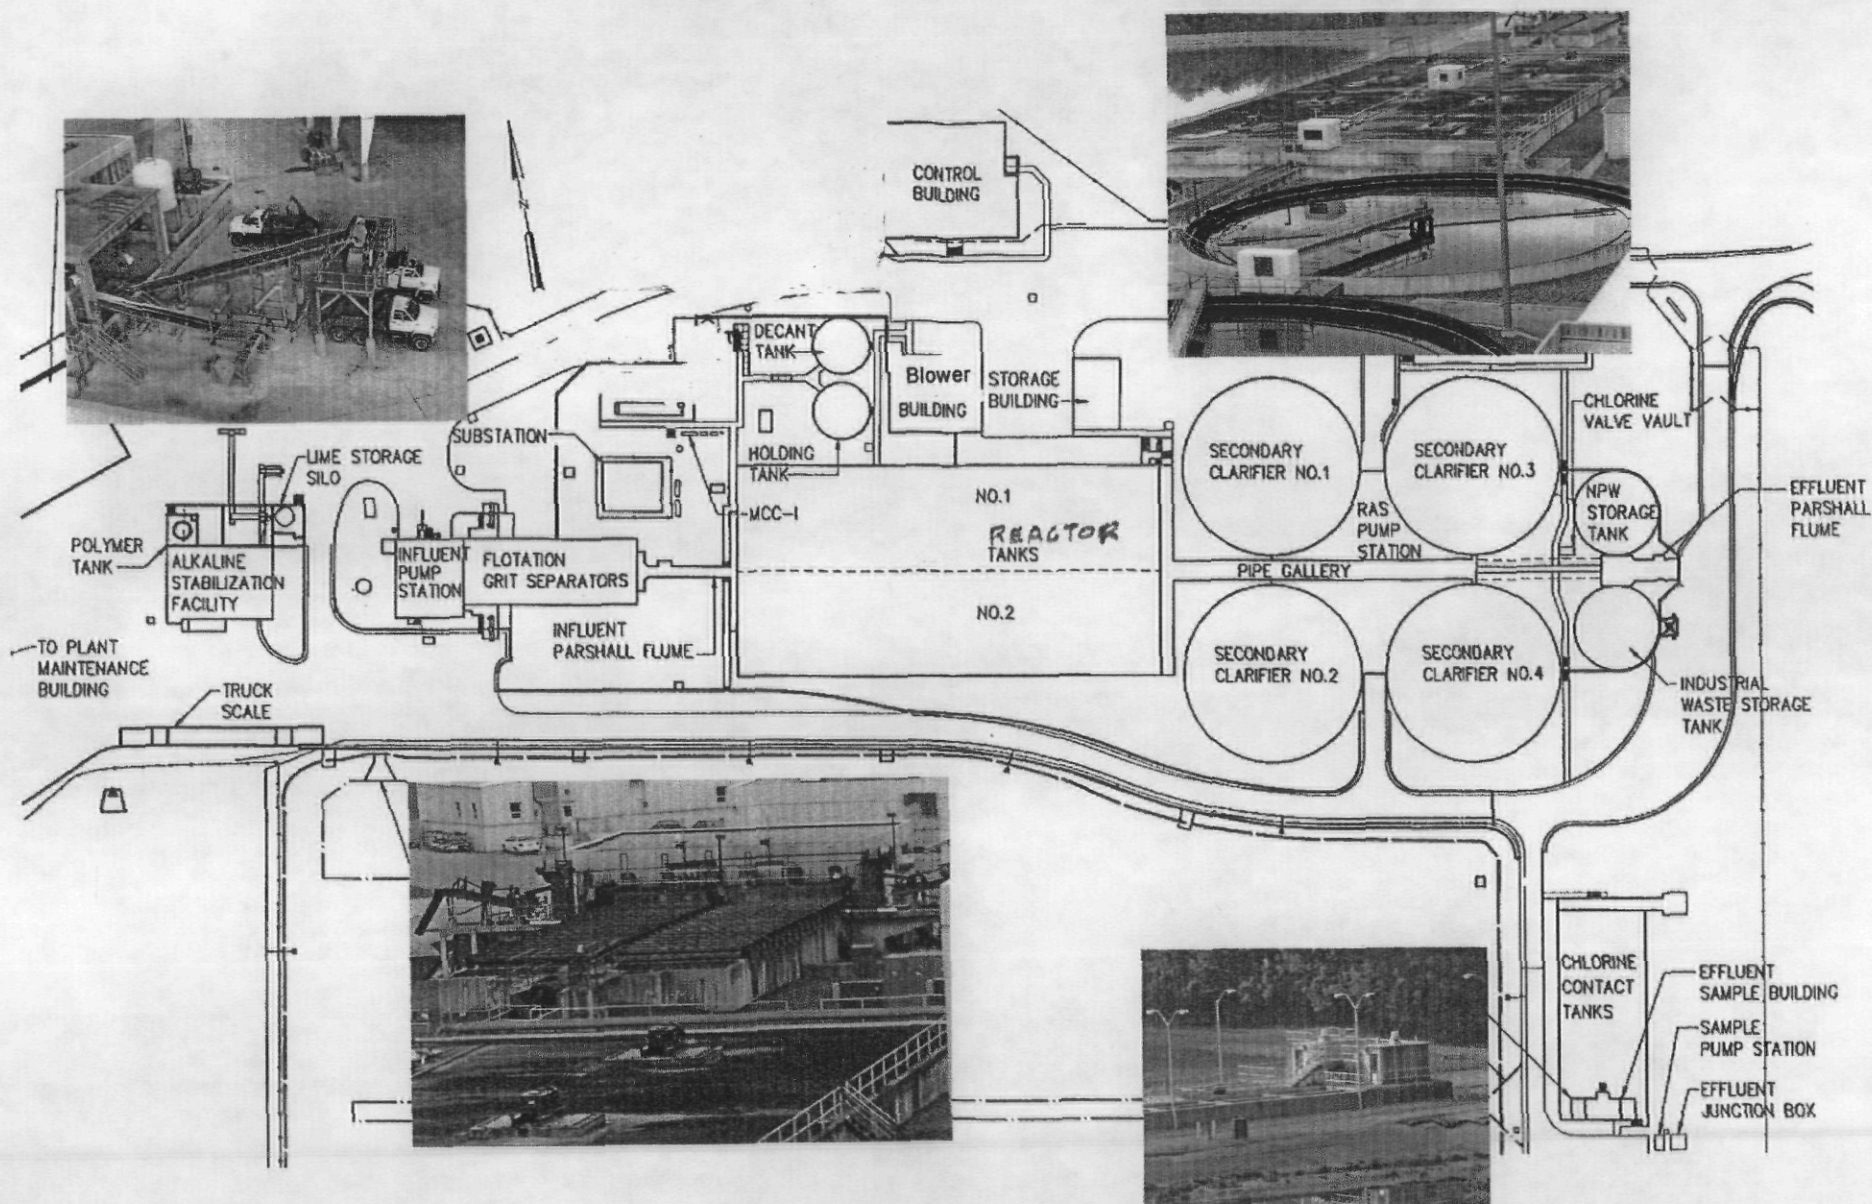 CONTROL
BUILDING
N
DECANT
TANK
Blower
BUILDING
STORAGE
BUILDING
HOLDING
TANK
SUBSTATION
MCC-1
LIME STORAGE
SILO
POLYMER
TANK
ALKALINE
STABILIZATION
FACILITY
INFLUENT
PUMP
STATION
FLOTATION
GRIT SEPARATORS
INFLUENT
PARSHALL FLUME
TO PLANT
MAINTENANCE
BUILDING
TRUCK
SCALE
NO.1
REACTOR
TANKS
NO.2
SECONDARY
CLARIFIER NO.1
SECONDARY
CLARIFIER NO.3
RAS
PUMP
STATION
PIPE GALLERY
SECONDARY
CLARIFIER NO.2
SECONDARY
CLARIFIER NO.4
CHLORINE
VALVE VAULT
NPW
STORAGE
TANK
EFFLUENT
PARSHALL
FLUME
INDUSTRIAL
WASTE STORAGE
TANK
CHLORINE
CONTACT
TANKS
EFFLUENT
SAMPLE BUILDING
SAMPLE
PUMP STATION
EFFLUENT
JUNCTION BOX